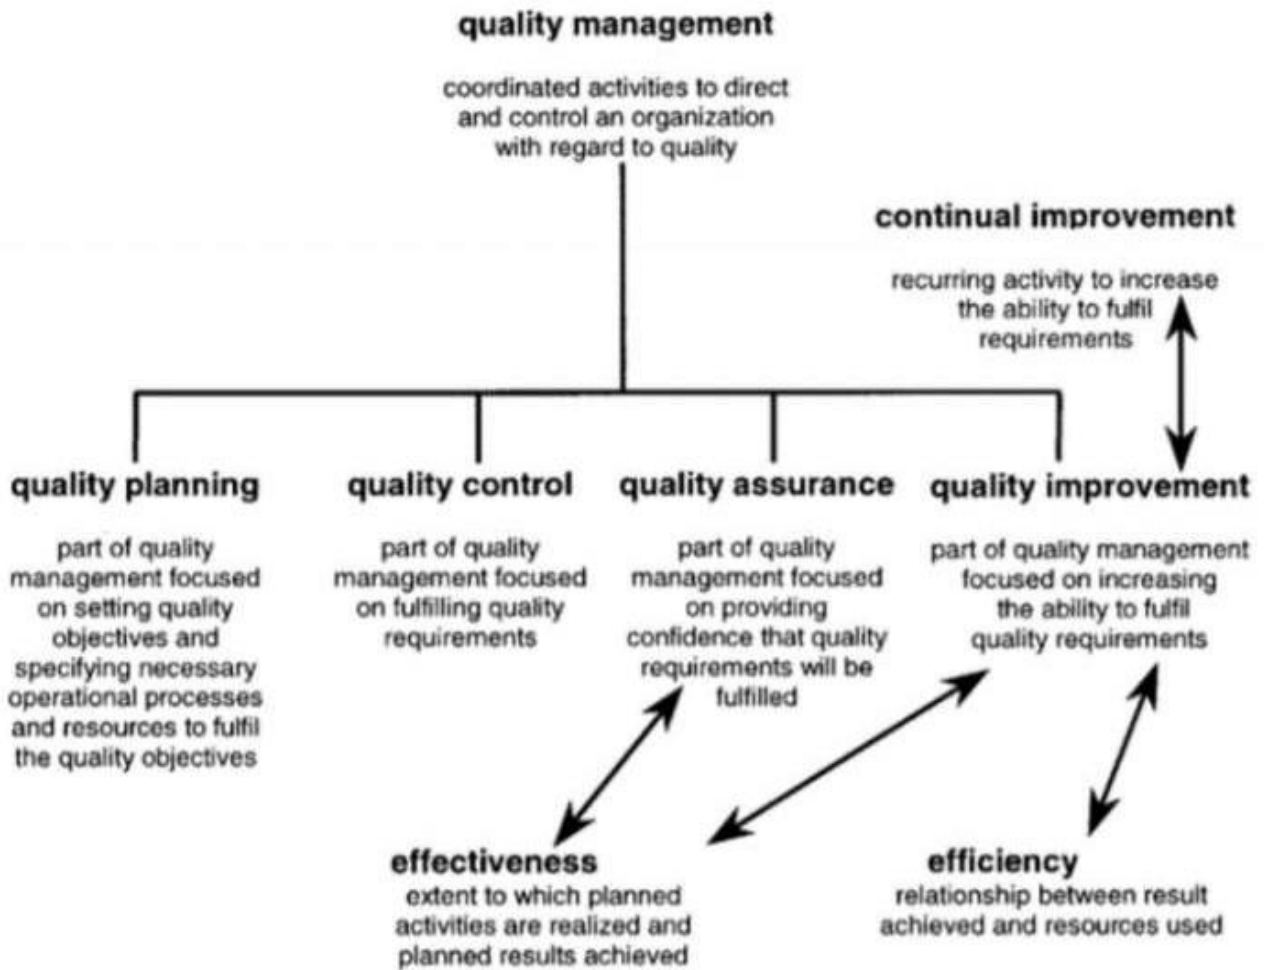 quality management
coordinated activities to direct
and control an organization
with regard to quality
continual improvement
recurring activity to increase
the ability to fulfil
requirements
quality planning
part of quality
management focused
on setting quality
objectives and
specifying necessary
operational processes
and resources to fulfil
the quality objectives
quality control
part of quality
management focused
on fulfilling quality
requirements
quality assurance
part of quality
management focused
on providing
confidence that quality
requirements will be
fulfilled
quality improvement
part of quality management
focused on increasing
the ability to fulfil
quality requirements
effectiveness
extent to which planned
activities are realized and
planned results achieved
efficiency
relationship between result
achieved and resources used